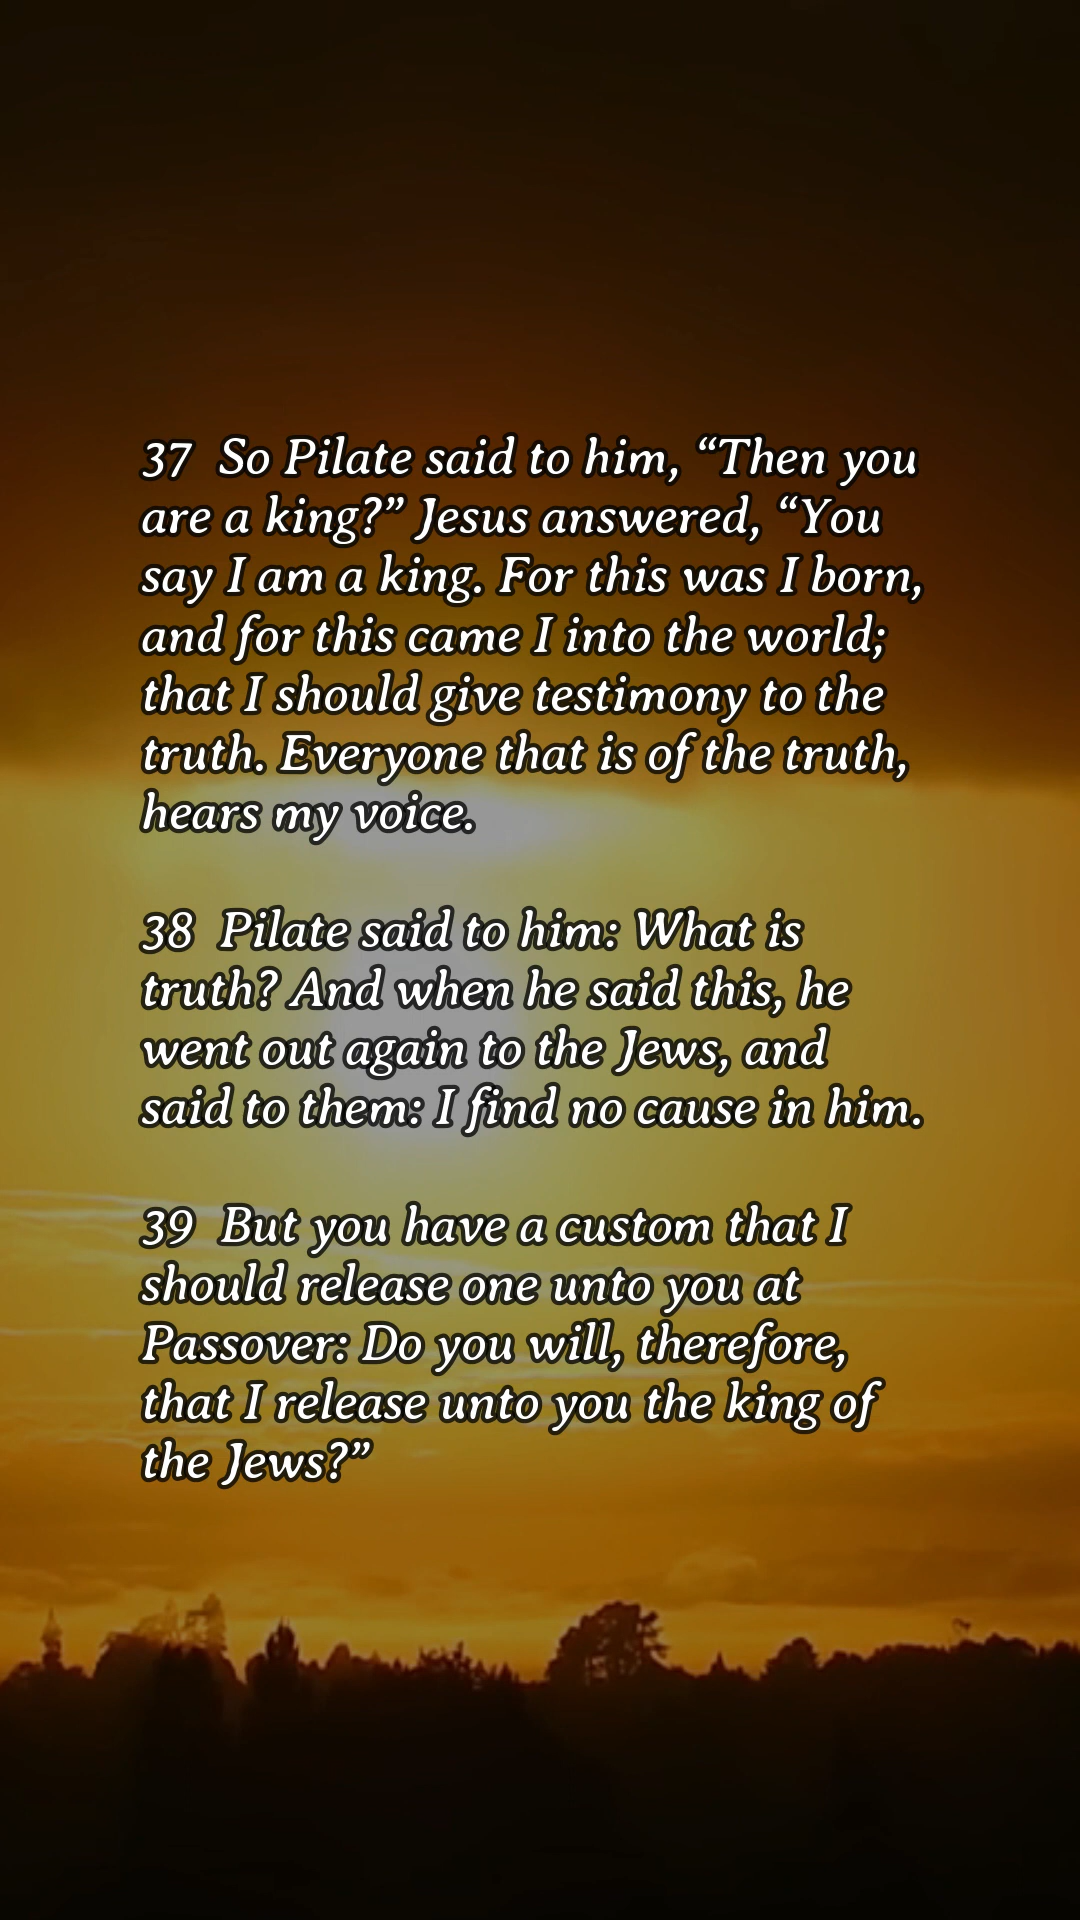 37 So Pilate said to him, “Then you
are a king?” Jesus answered, “You
say I am a king. For this was I born,
and for this came I into the world;
that I should give testimony to the
truth. Everyone that is of the truth,
hears my voice.
38 Pilate said to him: What is
truth? And when he said this, he
went out again to the Jews, and
said to them: I find no cause in him.
39 But you have a custom that I
should release one unto you at
Passover: Do you will, therefore,
that I release unto you the king of
the Jews?”